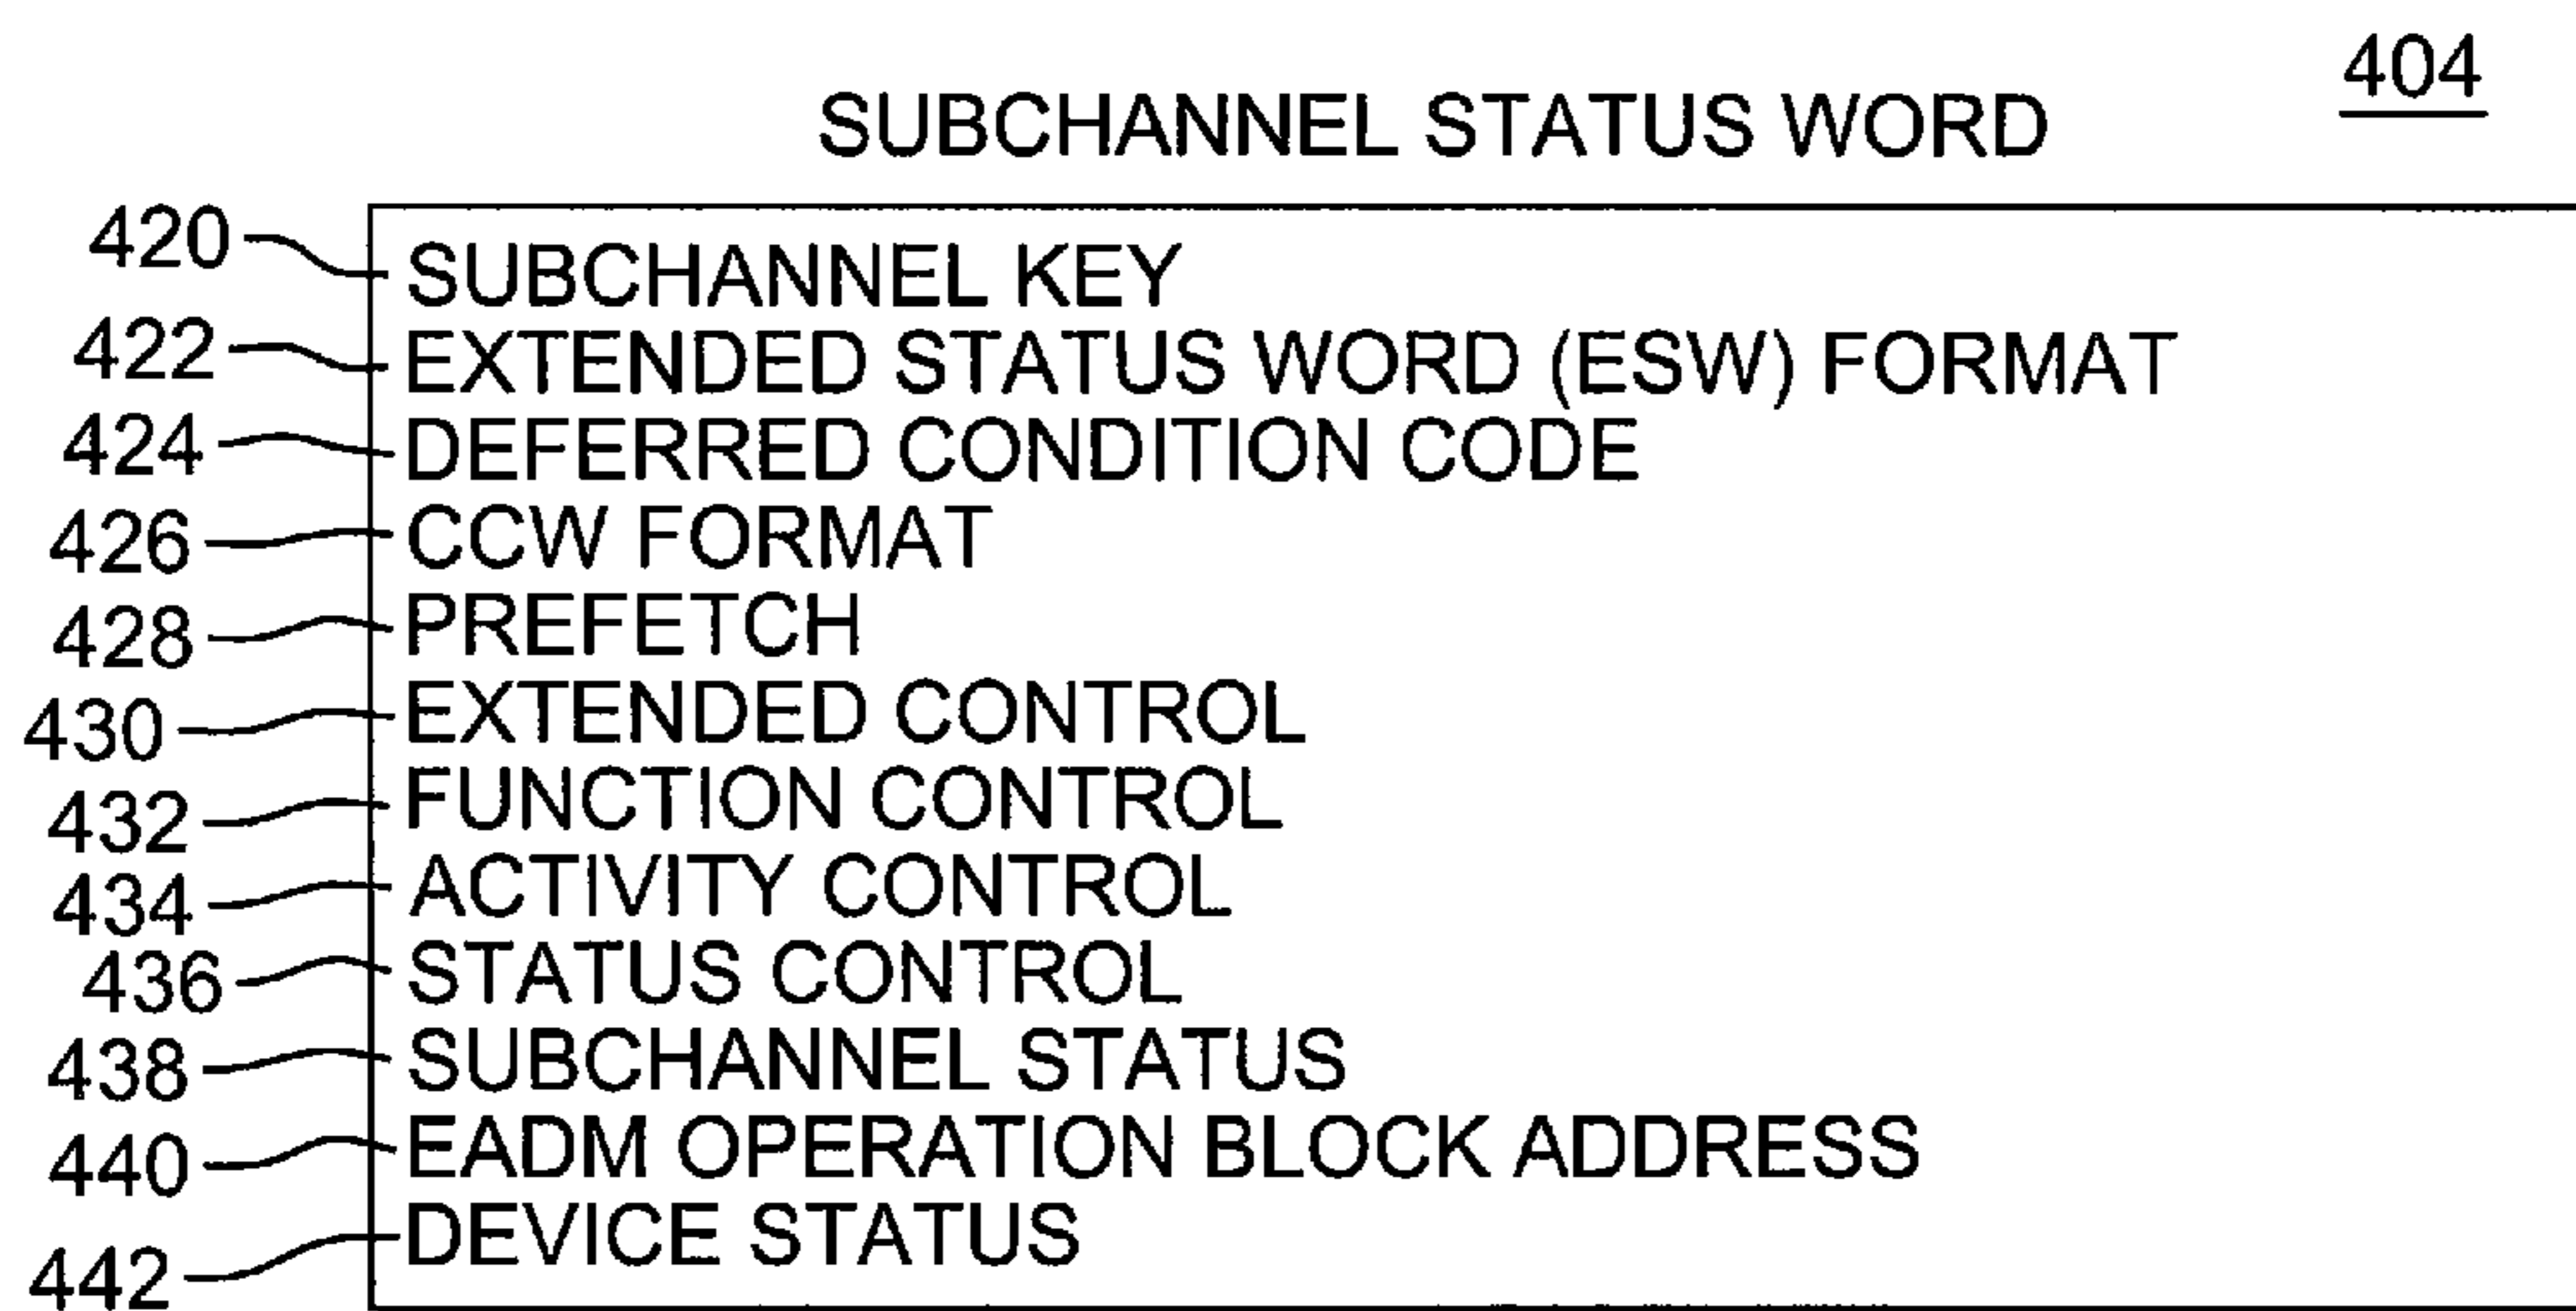 404
SUBCHANNEL STATUS WORD
420 SUBCHANNEL KEY
422 EXTENDED STATUS WORD (ESW) FORMAT
424 DEFERRED CONDITION CODE
426 CCW FORMAT
428 PREFETCH
430 EXTENDED CONTROL
432 FUNCTION CONTROL
434 ACTIVITY CONTROL
436 STATUS CONTROL
438 SUBCHANNEL STATUS
440 EADM OPERATION BLOCK ADDRESS
442 DEVICE STATUS